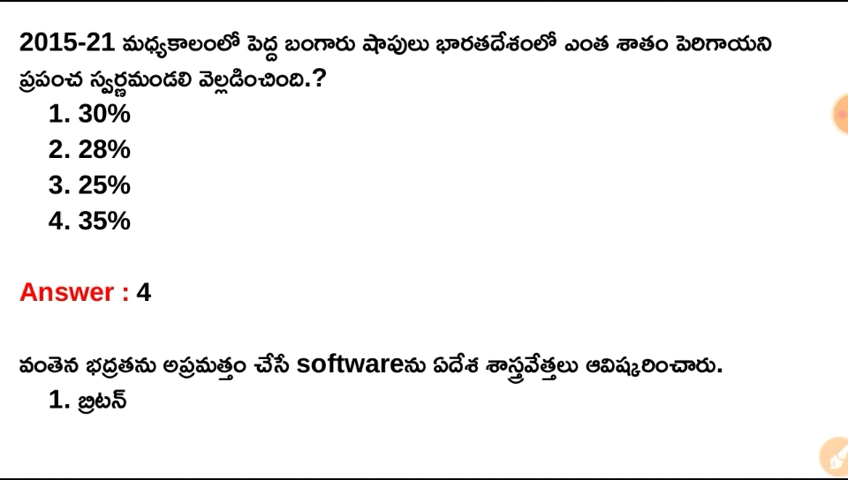 2015-21 మధ్యకాలంలో పెద్ద బంగారు షాపులు భారతదేశంలో ఎంత శాతం పెరిగాయని
ప్రపంచ స్వర్ణమండలి వెల్లడించింది.?
1. 30%
2. 28%
3. 25%
4. 35%
Answer : 4
వంతెన భద్రతను అప్రమత్తం చేసే softwareను ఏదేశ శాస్త్రవేత్తలు ఆవిష్కరించారు.
1. బ్రిటన్